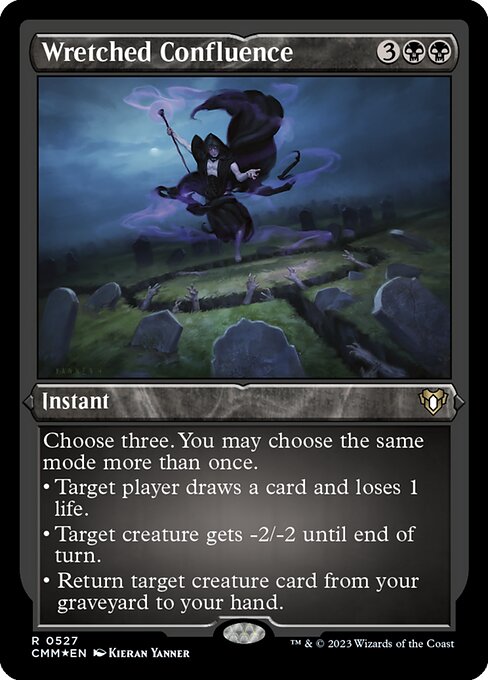 Wretched Confluence 3
Instant
Choose three. You may choose the same
mode more than once.
• Target player draws a card and loses 1
life.
• Target creature gets -2/-2 until end of
turn.
• Return target creature card from your
graveyard to your hand.
R 0527
CMM★EN Kieran Yanner
™ & © 2023 Wizards of the Coast